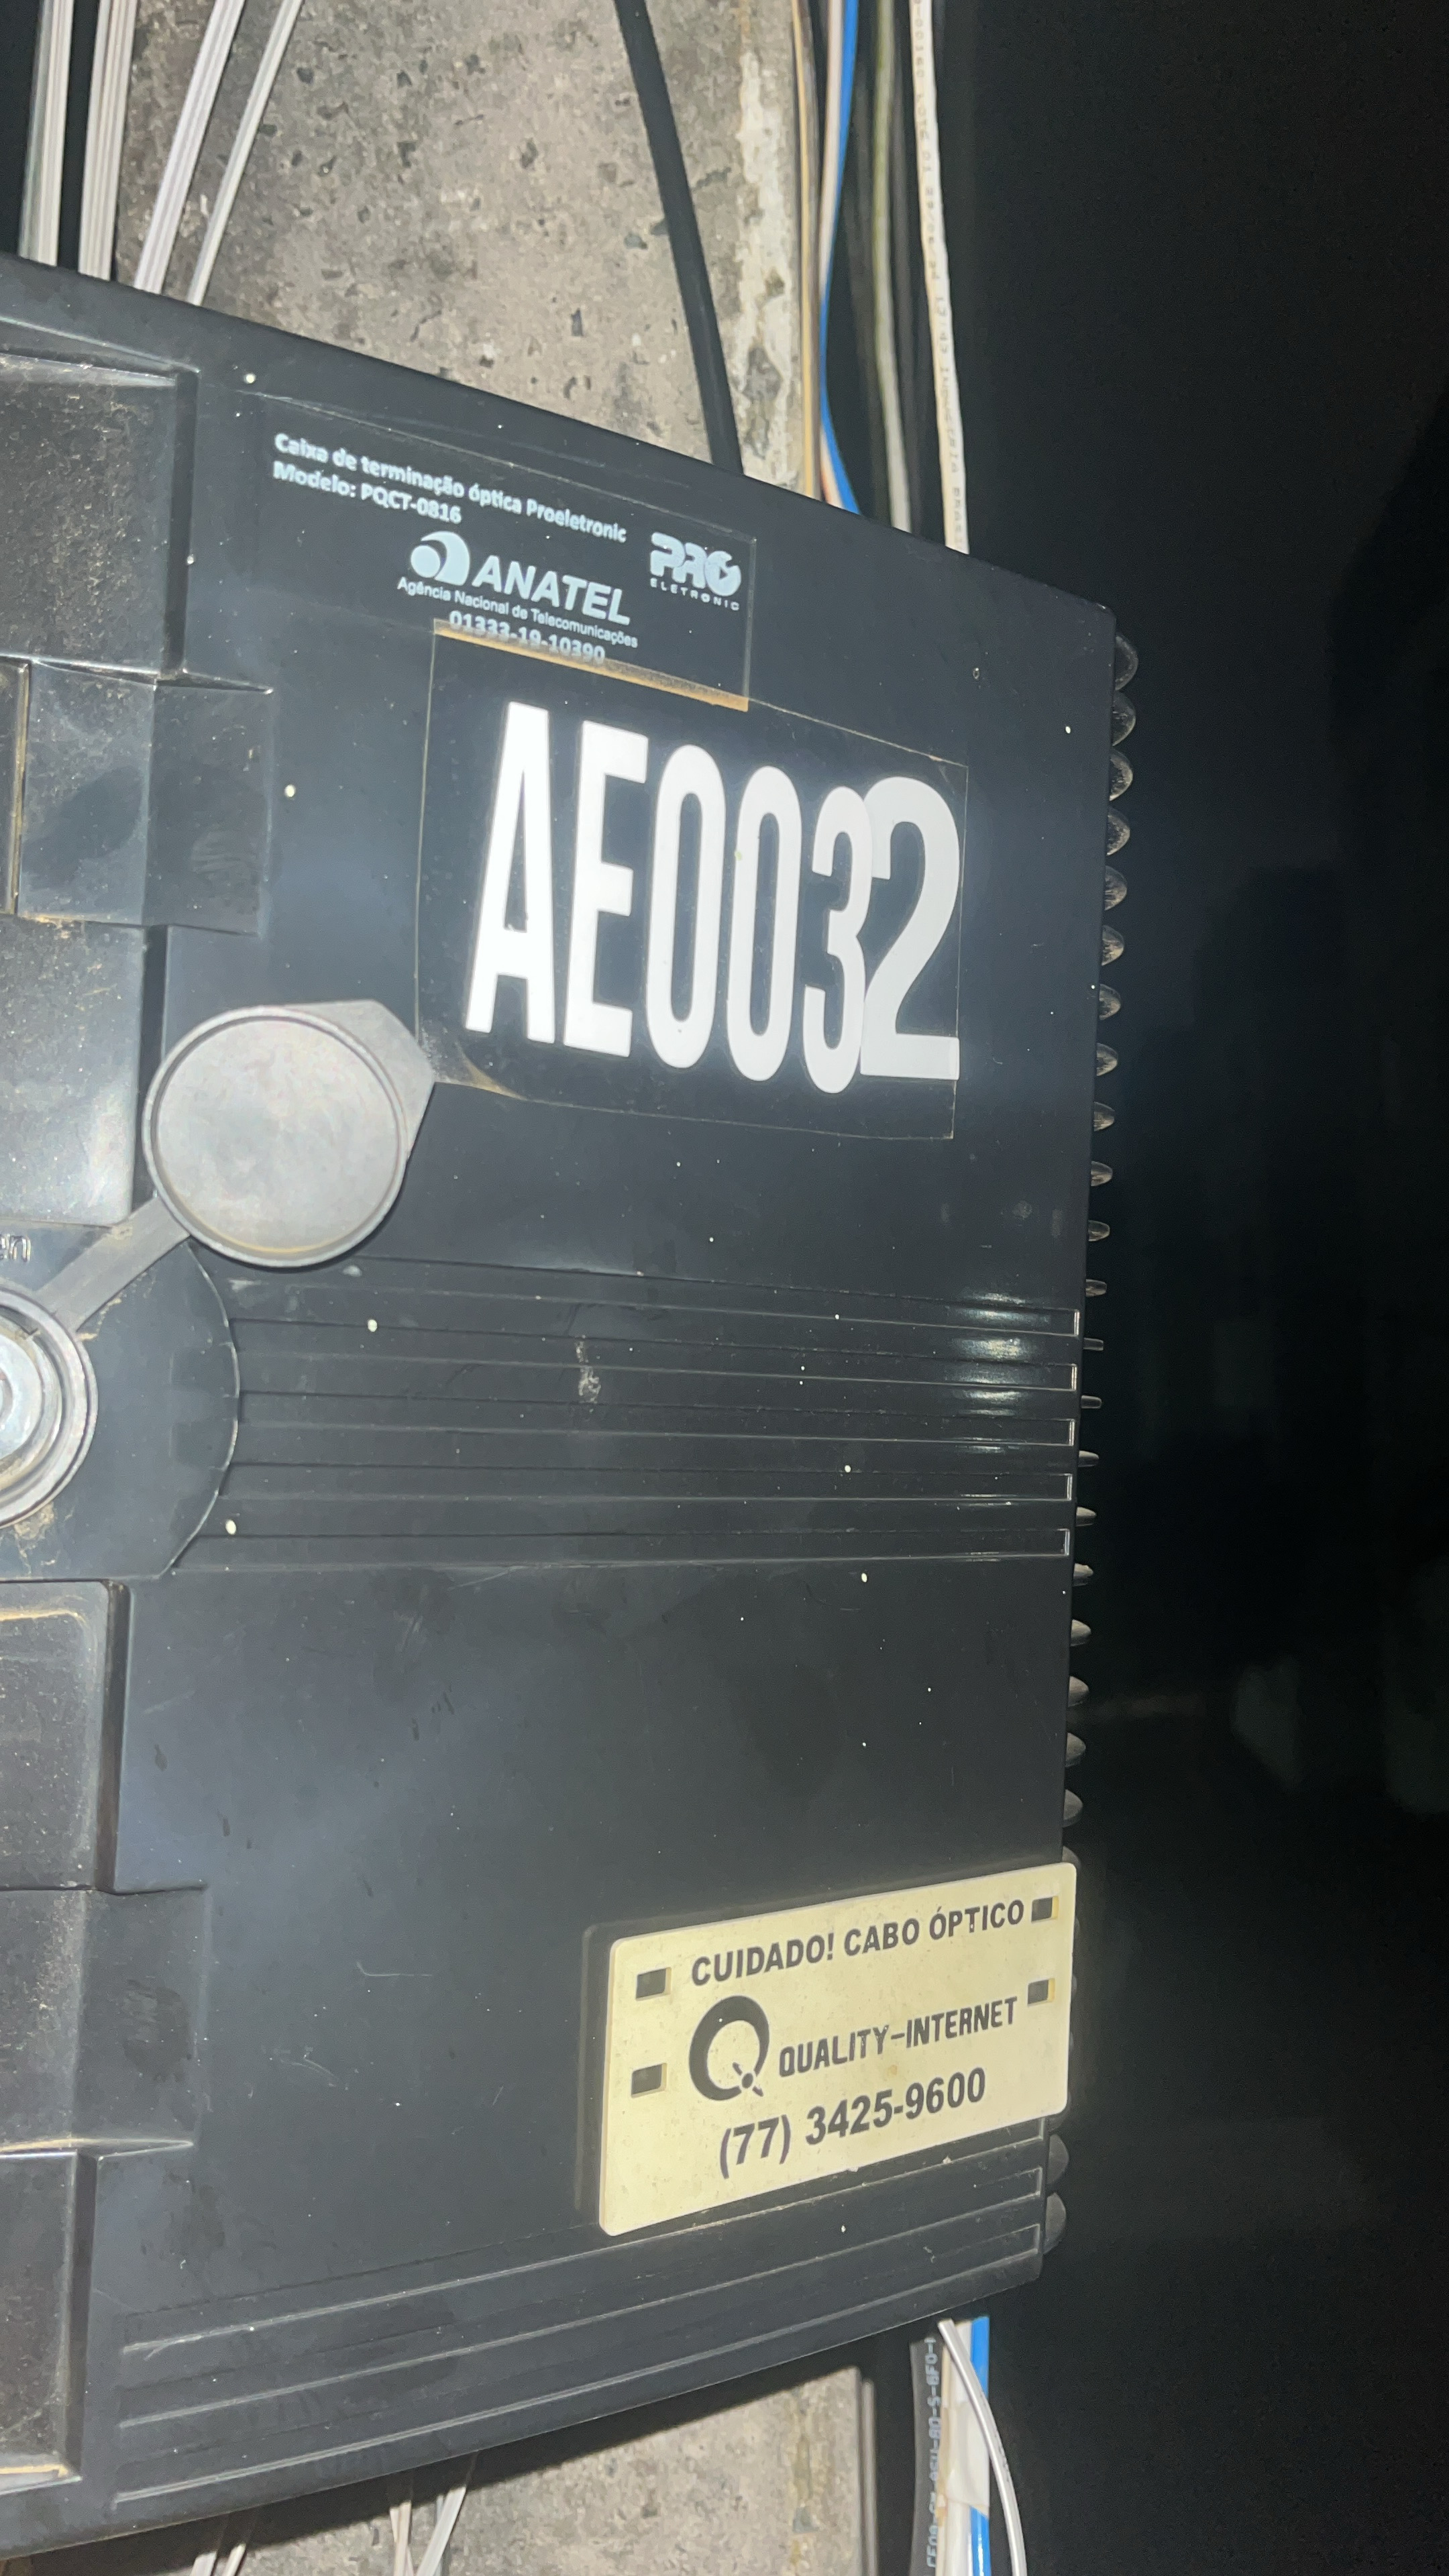 Caixa de terminação óptica Proeletronic
Modelo: PQCT-0816
PRO
ELETRONIC
ANATEL
Agência Nacional de Telecomunicações
01333-19-10390
AE0032
CUIDADO! CABO ÓPTICO
QUALITY-INTERNET
(77) 3425-9600